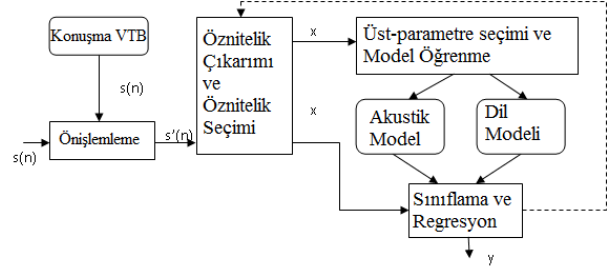 Konuşma VTB
s(n)
s(n)
Önişlemleme
s'(n)
Öznitelik
Çıkarımı
ve
Öznitelik
Seçimi
x
x
Üst-parametre seçimi ve
Model Öğrenme
Akustik
Model
Dil
Modeli
Sınıflama ve
Regresyon
y